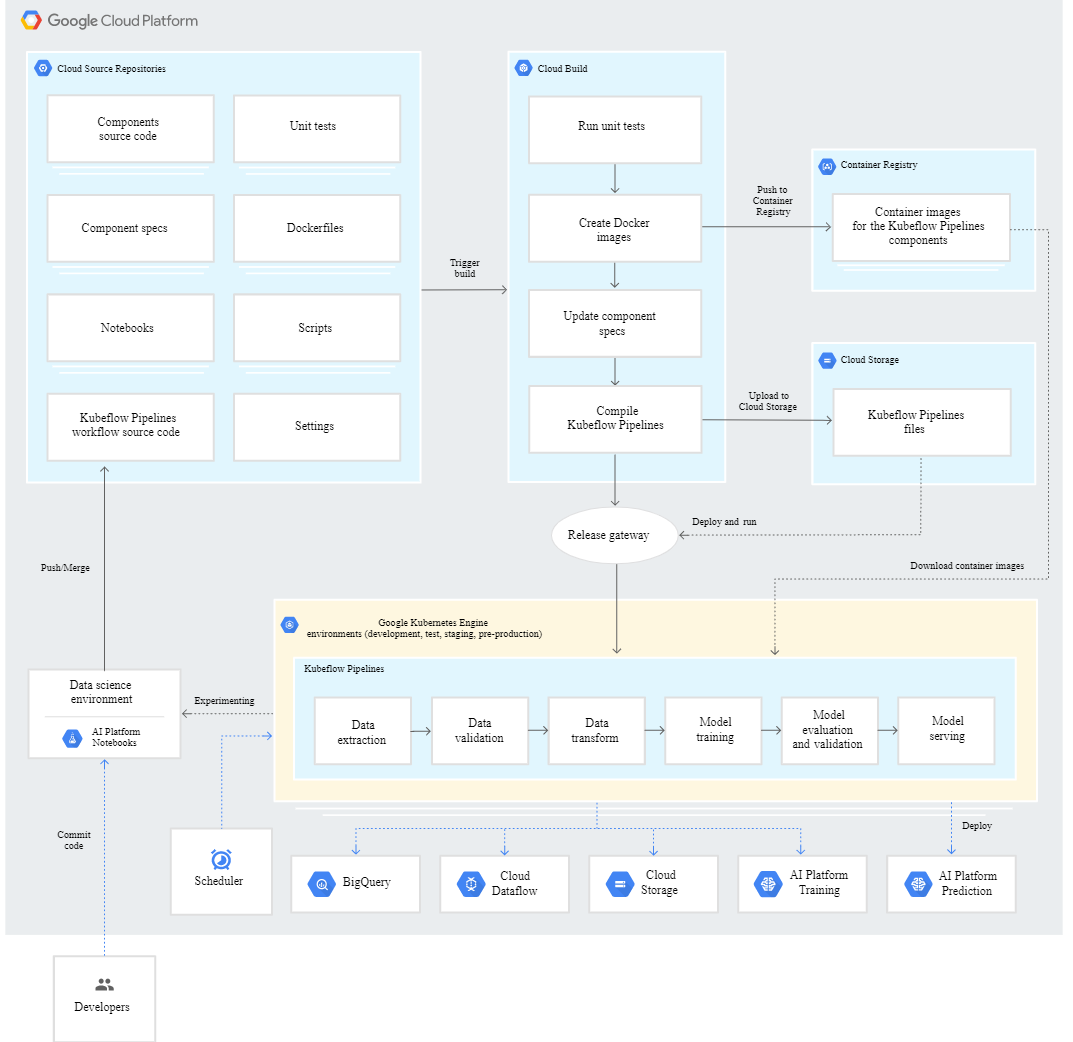 Google Cloud Platform
Cloud Source Repositories
Components
source code
Unit tests
Component specs
Dockerfiles
Notebooks
Scripts
Kubeflow Pipelines
workflow source code
Settings
Trigger
build
Cloud Build
Run unit tests
Create Docker
images
Update component
specs
Compile
Kubeflow Pipelines
Push to
Container
Registry
Container Registry
Container images
for the Kubeflow Pipelines
components
Upload to
Cloud Storage
Cloud Storage
Kubeflow Pipelines
files
Release gateway
Deploy and run
Download container images
Push/Merge
Google Kubernetes Engine
environments (development, test, staging, pre-production)
Kubeflow Pipelines
Data
extraction
Data
validation
Data
transform
Model
training
Model
evaluation
and validation
Model
serving
Data science
environment
AI Platform
Notebooks
Experimenting
Commit
code
Scheduler
Deploy
BigQuery
Cloud
Dataflow
Cloud
Storage
AI Platform
Training
AI Platform
Prediction
Developers